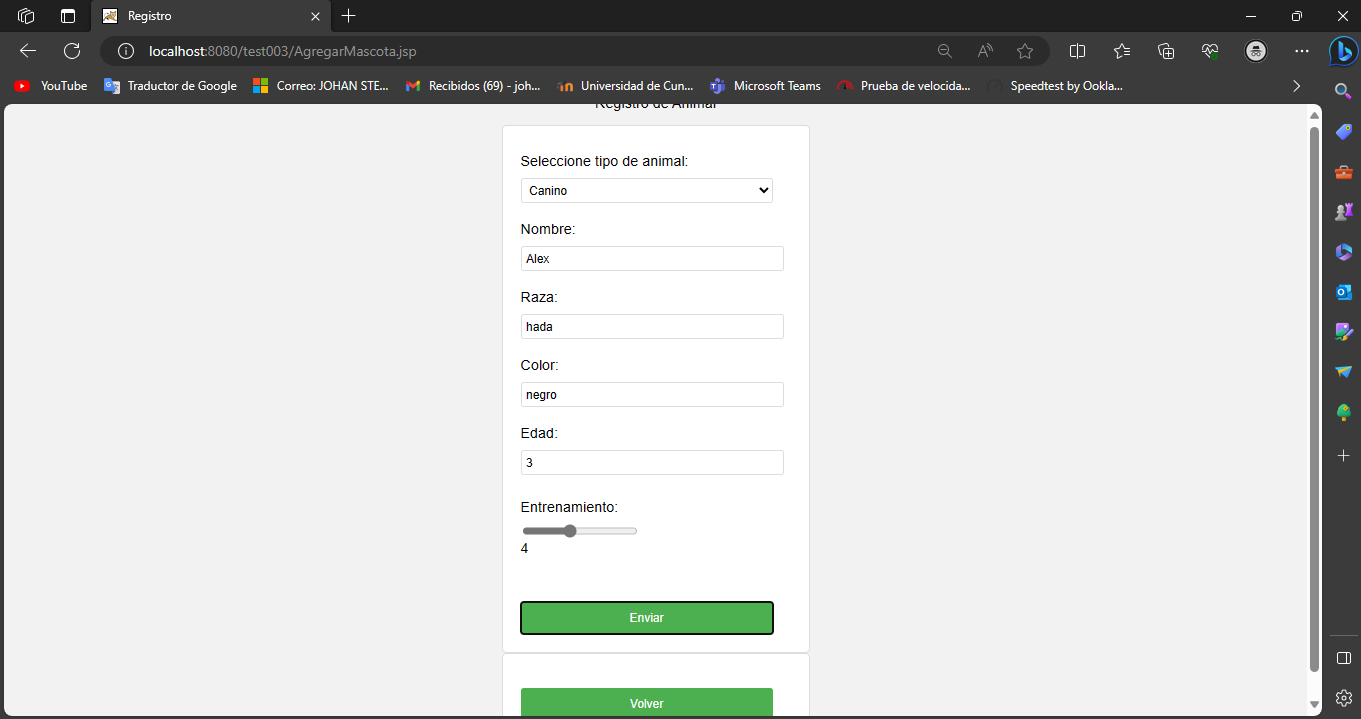 Registro
localhost:8080/test003/AgregarMascota.jsp
YouTube
Traductor de Google
Correo: JOHAN STE...
Recibidos (69) - joh...
Universidad de Cun...
Microsoft Teams
Prueba de velocida...
Speedtest by Ookla...
Registro de Animal
Seleccione tipo de animal:
Canino
Nombre:
Alex
Raza:
hada
Color:
negro
Edad:
3
Entrenamiento:
4
Enviar
Volver